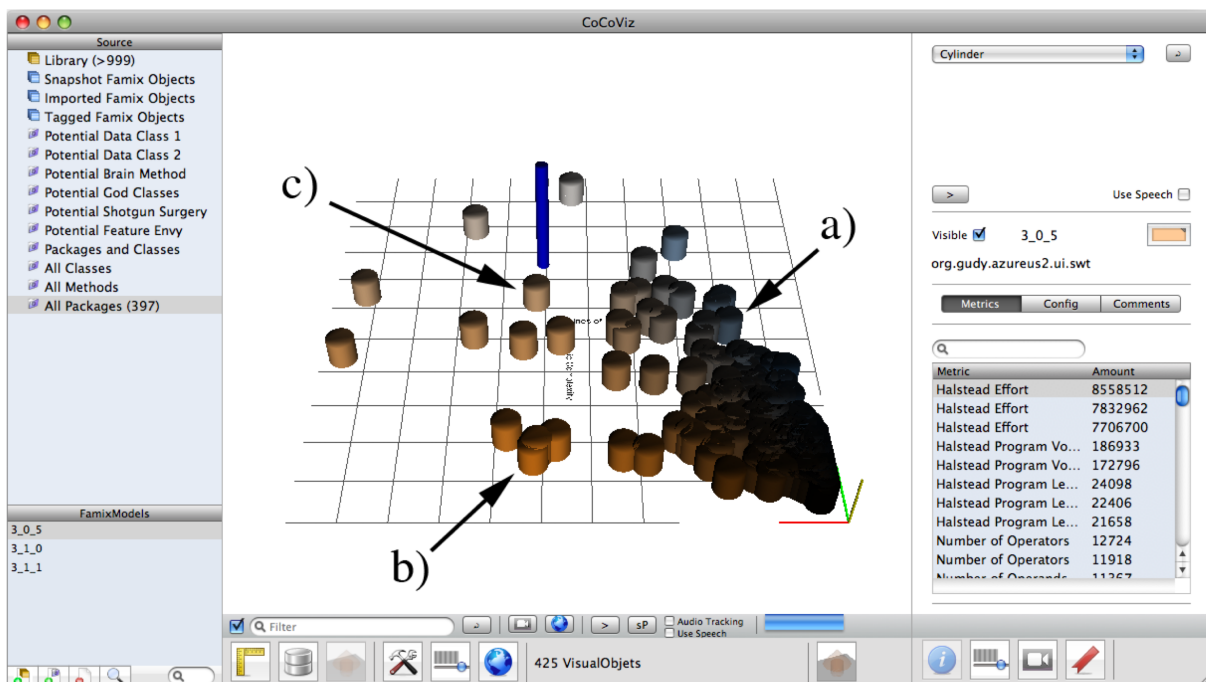 CoCoViz
Source
Library (>999)
Snapshot Famix Objects
Imported Famix Objects
Tagged Famix Objects
Potential Data Class 1
Potential Data Class 2
Potential Brain Method
Potential God Classes
Potential Shotgun Surgery
Potential Feature Envy
Packages and Classes
All Classes
All Methods
All Packages (397)
FamixModels
3_0_5
3_1_0
3_1_1
c)
a)
b)
Filter
>
sP
Audio Tracking
Use Speech
425 VisualObjets
Cylinder
>
Use Speech
Visible 3_0_5
org.gudy.azureus2.ui.swt
Metrics Config Comments
Metric Amount
Halstead Effort 8558512
Halstead Effort 7832962
Halstead Effort 7706700
Halstead Program Vo... 186933
Halstead Program Vo... 172796
Halstead Program Le... 24098
Halstead Program Le... 22406
Halstead Program Le... 21658
Number of Operators 12724
Number of Operators 11918
Number of Operands 11367